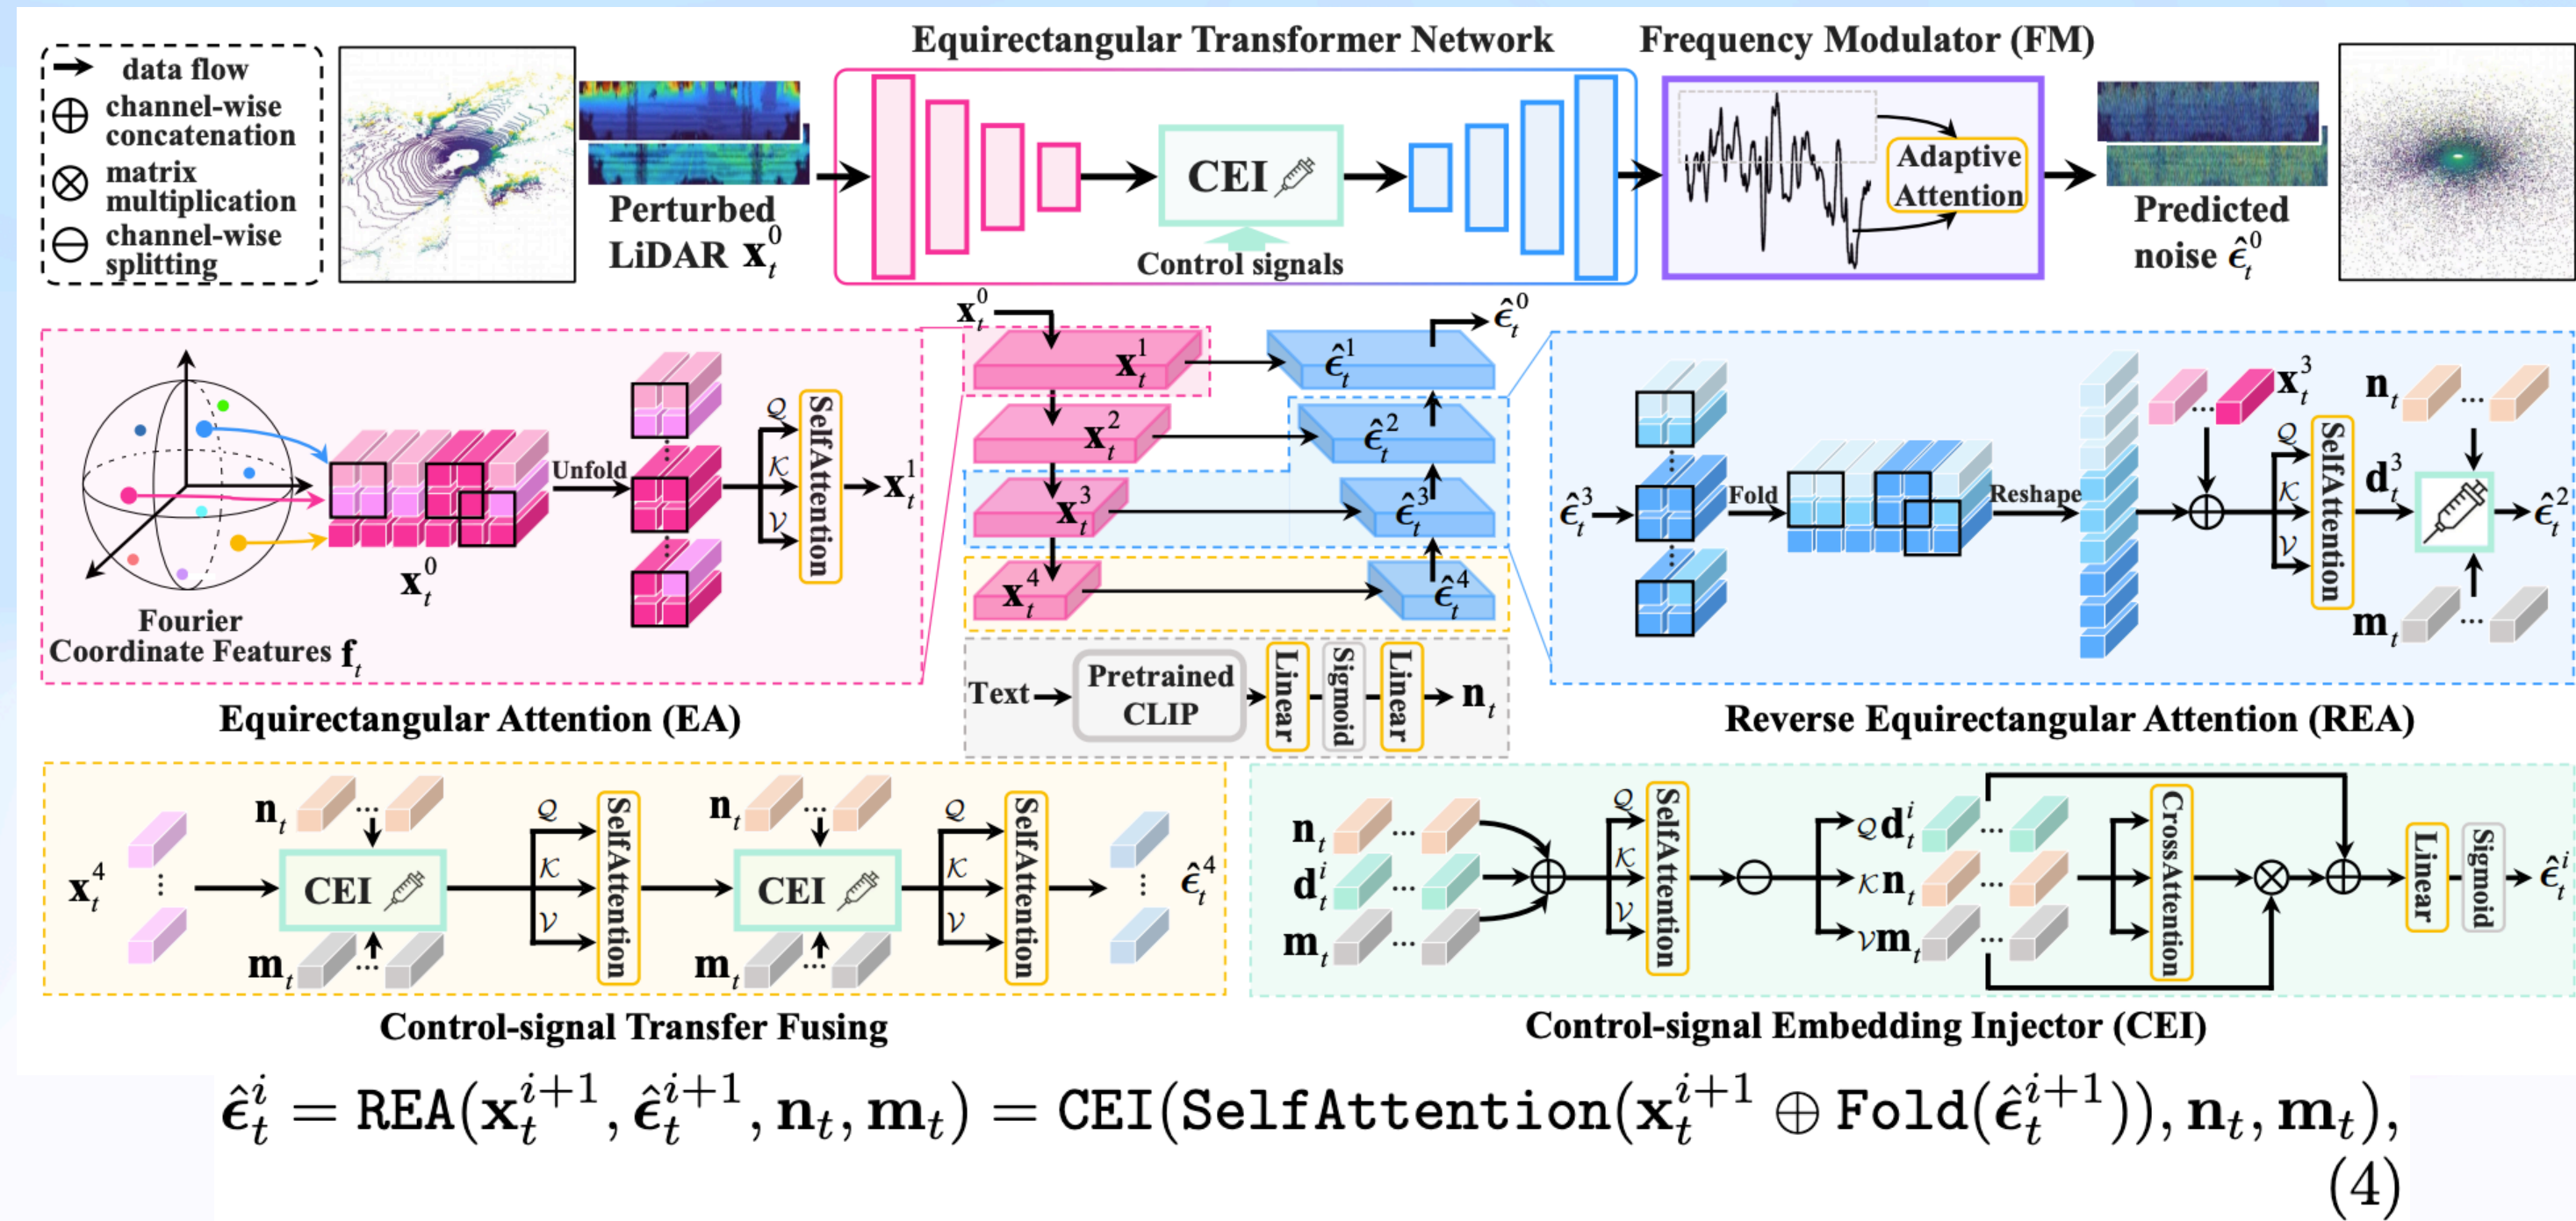 Equirectangular Transformer Network
Frequency Modulator (FM)
data flow
channel-wise
concatenation
matrix
multiplication
channel-wise
splitting
Perturbed
LiDAR x_t^0
CEI
Control signals
Adaptive
Attention
Predicted
noise ε̂_t^0
x_t^0
ε̂_t^0
x_t^1
ε̂_t^1
x_t^2
ε̂_t^2
x_t^3
ε̂_t^3
x_t^4
ε̂_t^4
Fourier
Coordinate Features f_t
x_t^0
Unfold
Q
K
V
SelfAttention
x_t^1
Equirectangular Attention (EA)
Text
Pretrained
CLIP
Linear
Sigmoid
Linear
n_t
ε̂_t^3
Fold
Reshape
x_t^3
Q
K
V
SelfAttention
n_t
d_t^3
m_t
ε̂_t^2
Reverse Equirectangular Attention (REA)
x_t^4
n_t
CEI
m_t
Q
K
V
SelfAttention
n_t
CEI
m_t
Q
K
V
SelfAttention
ε̂_t^4
Control-signal Transfer Fusing
n_t
d_t^i
m_t
Q
K
V
SelfAttention
Q d_t^i
K n_t
V m_t
CrossAttention
Linear
Sigmoid
ε̂_t^i
Control-signal Embedding Injector (CEI)
ε̂_t^i = REA(x_t^{i+1}, ε̂_t^{i+1}, n_t, m_t) = CEI(SelfAttention(x_t^{i+1} ⊕ Fold(ε̂_t^{i+1})), n_t, m_t),
(4)